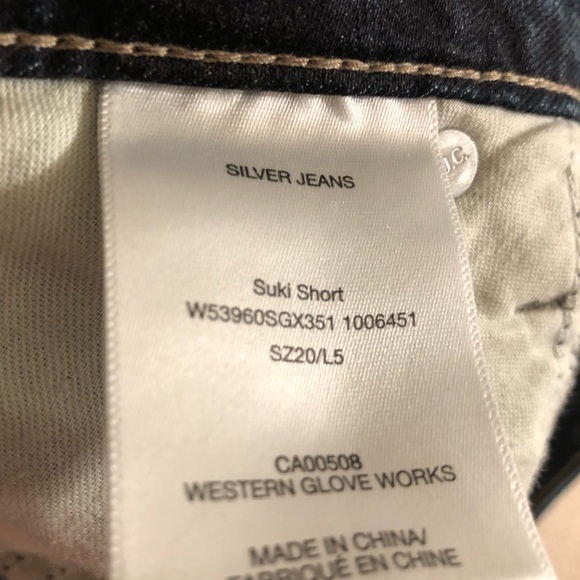 SILVER JEANS
J.C.
Suki Short
W53960SGX351 1006451
SZ20/L5
CA00508
WESTERN GLOVE WORKS
MADE IN CHINA/
FABRIQUÉ EN CHINE